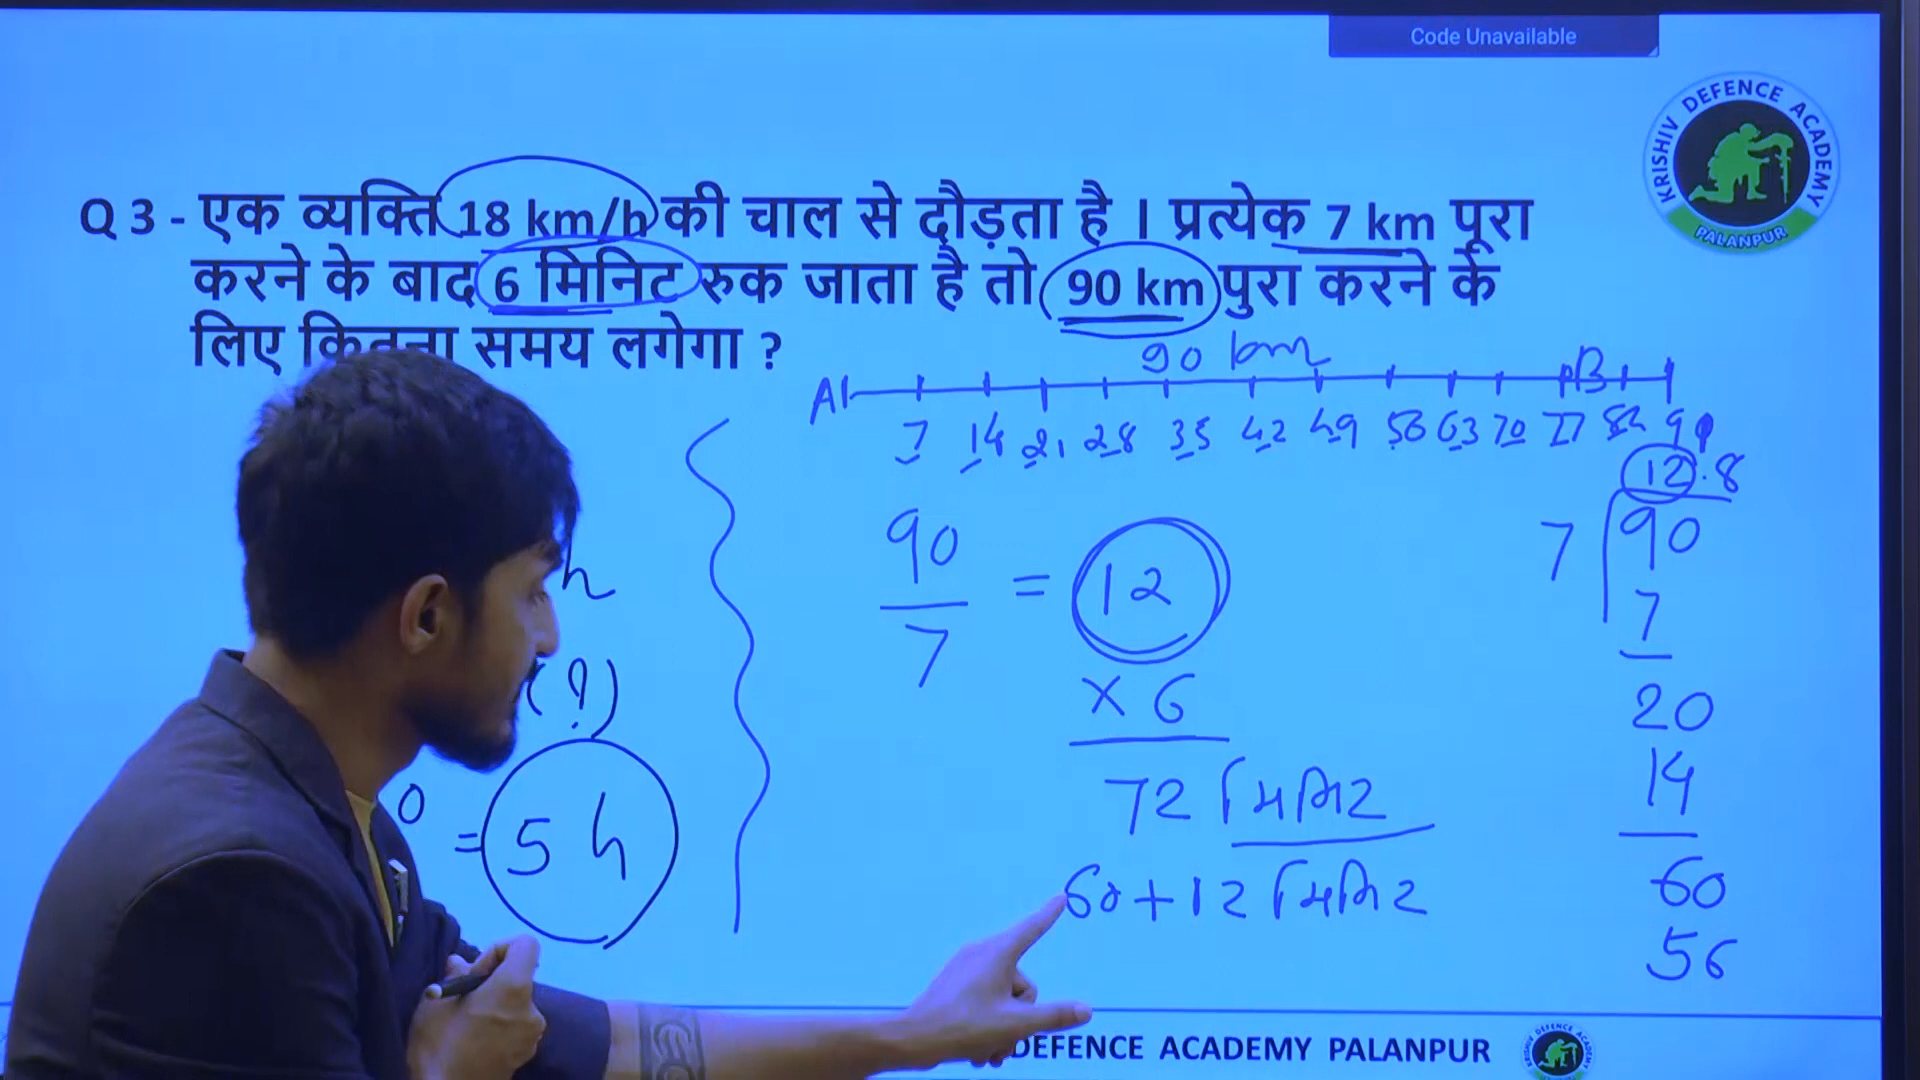 Code Unavailable
KRISHIV DEFENCE ACADEMY
PALANPUR
Q 3 - एक व्यक्ति 18 km/h की चाल से दौड़ता है । प्रत्येक 7 km पूरा
करने के बाद 6 मिनिट रुक जाता है तो 90 km पुरा करने के
लिए कितना समय लगेगा ?
90 km
A B
7 14 21 28 35 42 49 56 63 70 77 84 90
12.8
7 90
7
20
14
60
56
90
7
= 12
× 6
72 મિનિટ
60 + 12 મિનિટ
h
(?)
0 = 5 h
DEFENCE ACADEMY PALANPUR